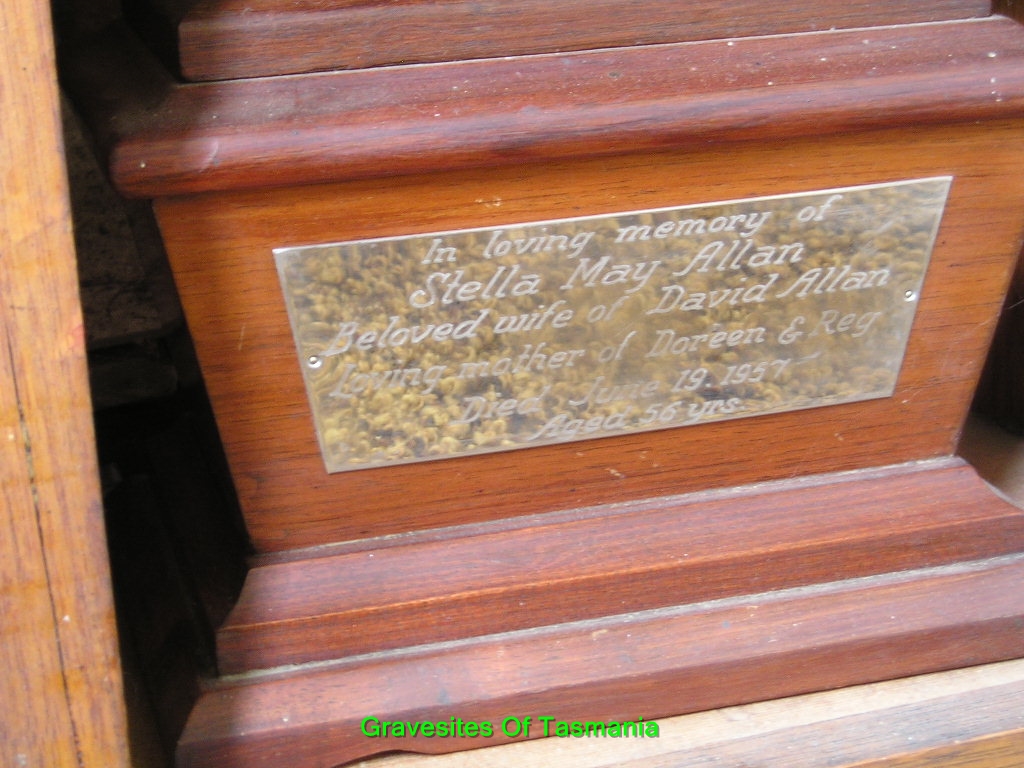 In loving memory of
Stella May Allan
Beloved wife of David Allan
Loving mother of Doreen & Reg
Died June 19. 1957
Aged 56 yrs
Gravesites Of Tasmania